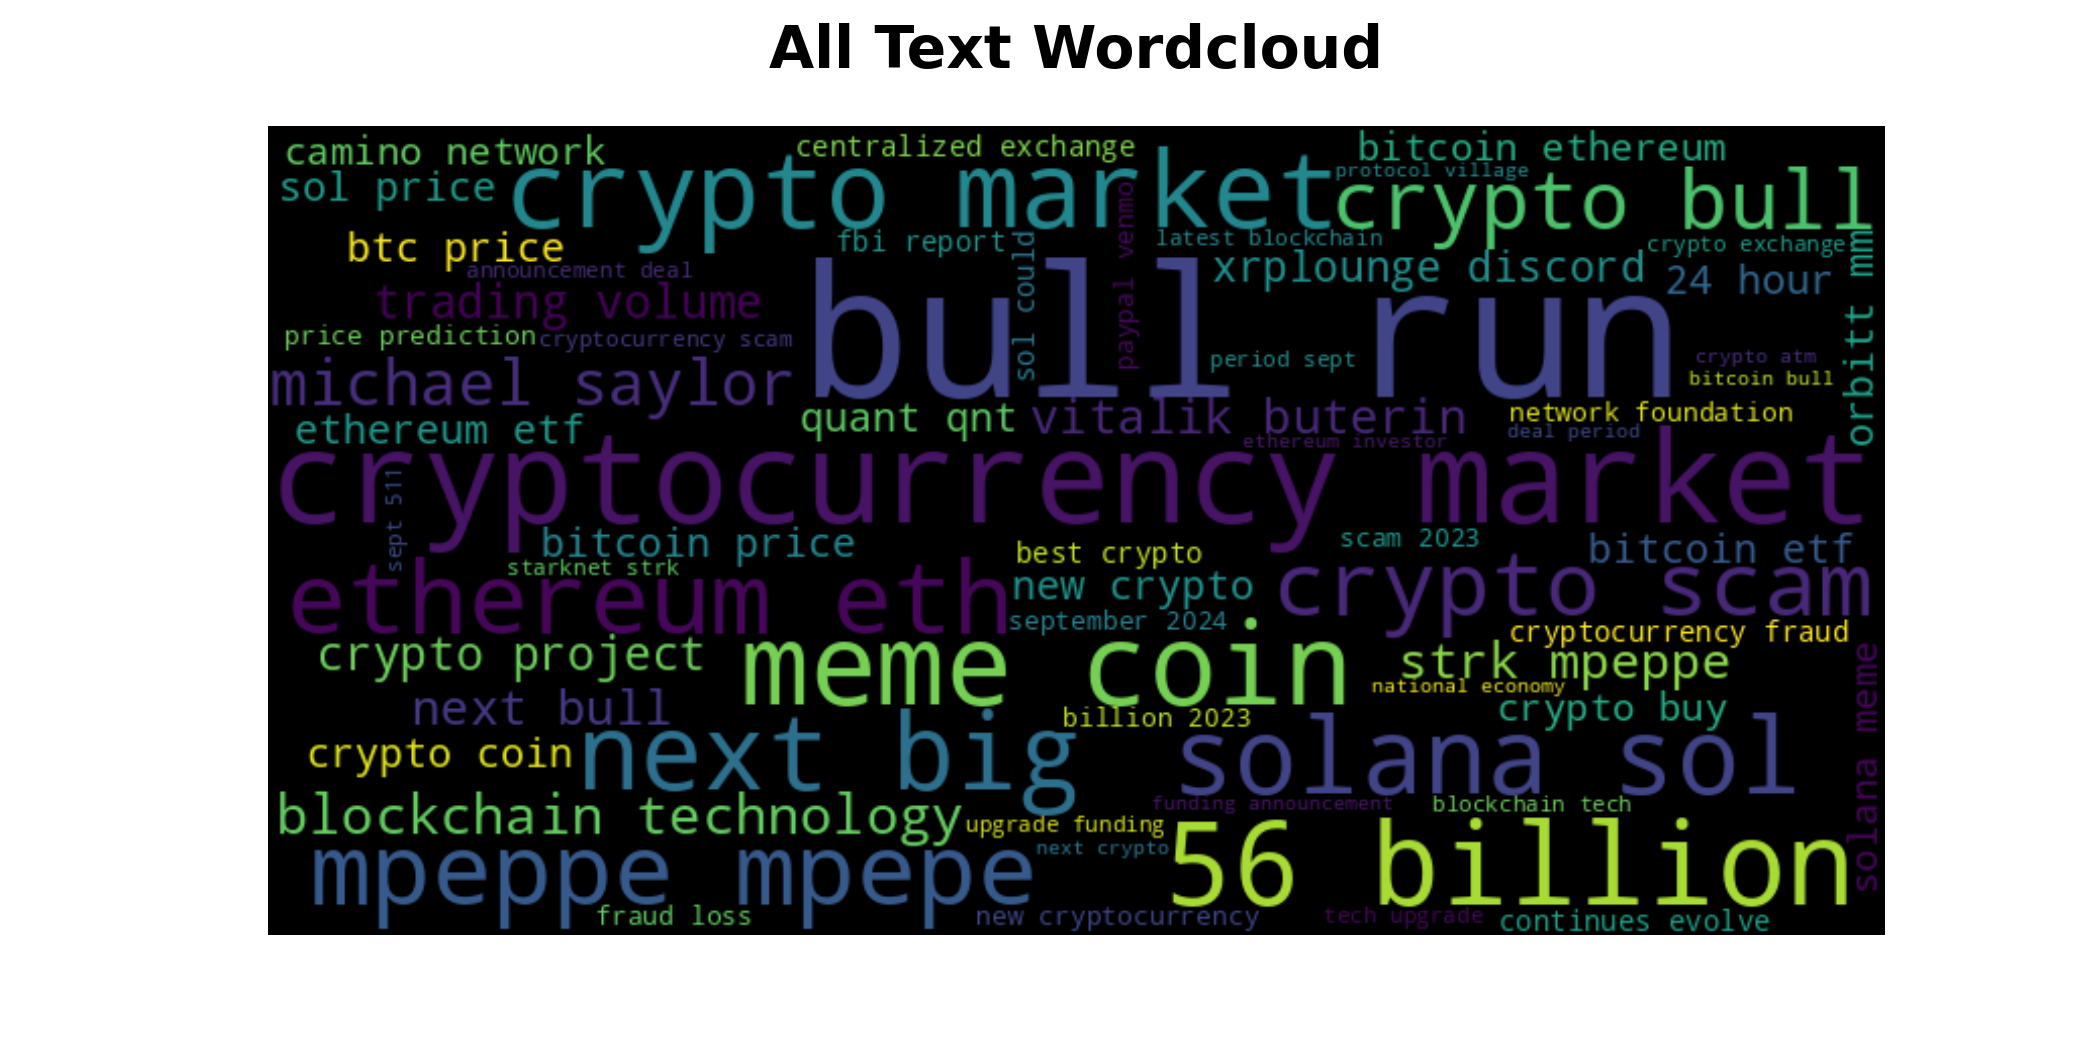 All Text Wordcloud
camino network
centralized exchange
bitcoin ethereum
protocol village
sol price
crypto market
crypto bull
paypal venmo
btc price
fbi report
sol could
latest blockchain
crypto exchange
announcement deal
xrplounge discord
24 hour
orbitt mm
trading volume
bull run
price prediction
cryptocurrency scam
period sept
crypto atm
bitcoin bull
michael saylor
quant qnt
vitalik buterin
network foundation
ethereum etf
ethereum investor
deal period
cryptocurrency market
sept 511
bitcoin price
scam 2023
bitcoin etf
best crypto
starknet strk
ethereum eth
new crypto
crypto scam
september 2024
cryptocurrency fraud
crypto project
meme coin
strk mpeppe
solana meme
national economy
next bull
billion 2023
crypto buy
crypto coin
next big
solana sol
funding announcement
blockchain tech
blockchain technology
upgrade funding
next crypto
56 billion
mpeppe mpepe
fraud loss
new cryptocurrency
tech upgrade
continues evolve